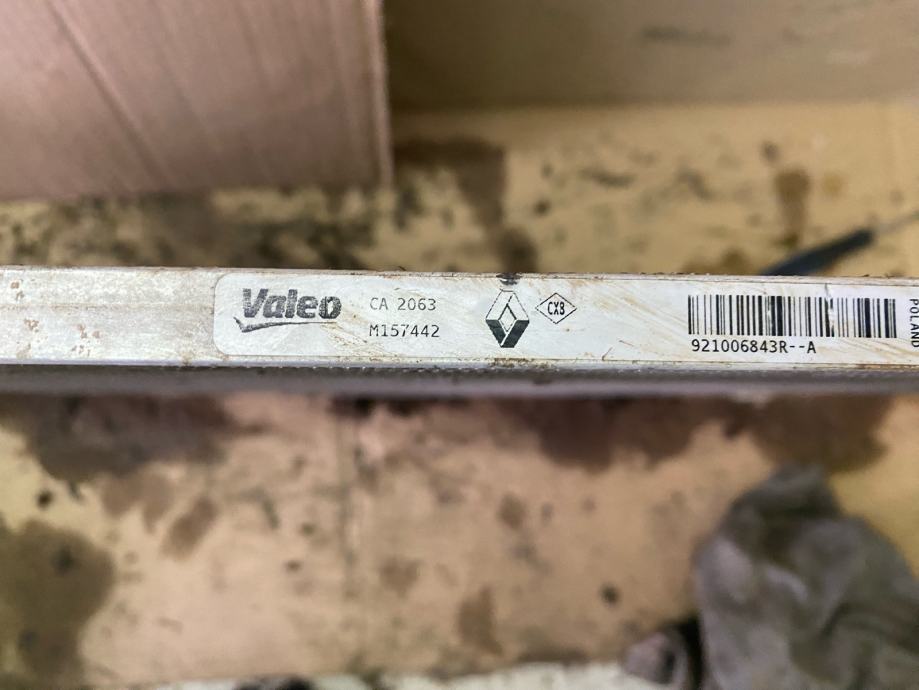 Valeo
CA 2063
M157442
CX8
921006843R--A
POLAND